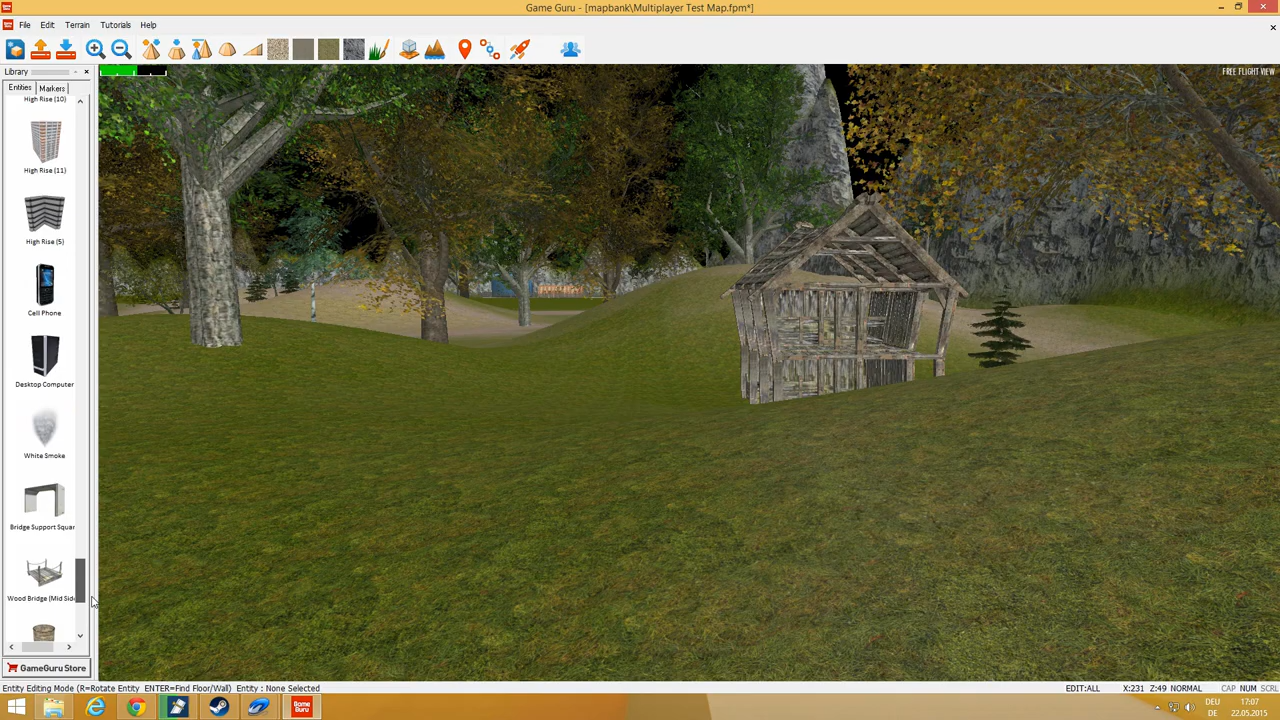 Game Guru - [mapbank\Multiplayer Test Map.fpm*]
File Edit Terrain Tutorials Help
Library
Entities Markers
FREE FLIGHT VIEW
High Rise (10)
High Rise (11)
High Rise (5)
Cell Phone
Desktop Computer
White Smoke
Bridge Support Squar
Wood Bridge (Mid Sid
GameGuru Store
Entity Editing Mode (R=Rotate Entity ENTER=Find Floor/Wall) Entity : None Selected
EDIT:ALL X:231 Z:49 NORMAL CAP NUM SCRL
GAME GURU
DEU 17:07
DE 22.05.2015